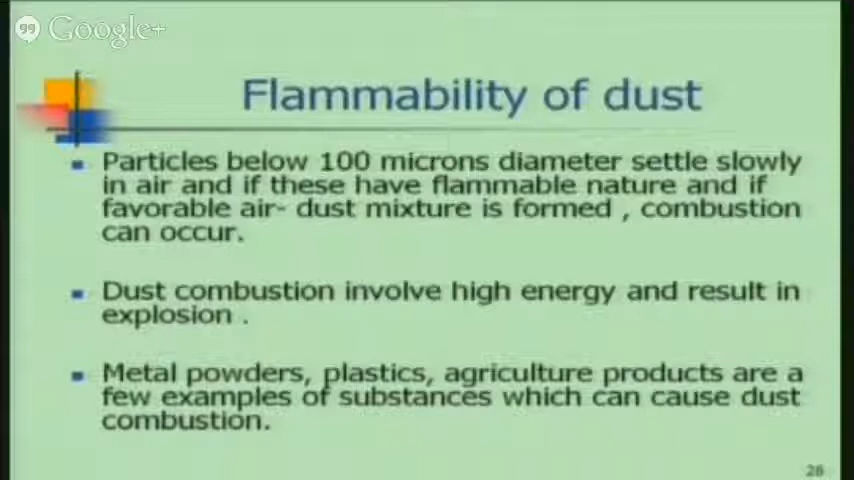 Google+
Flammability of dust
Particles below 100 microns diameter settle slowly
in air and if these have flammable nature and if
favorable air- dust mixture is formed , combustion
can occur.
Dust combustion involve high energy and result in
explosion .
Metal powders, plastics, agriculture products are a
few examples of substances which can cause dust
combustion.
28